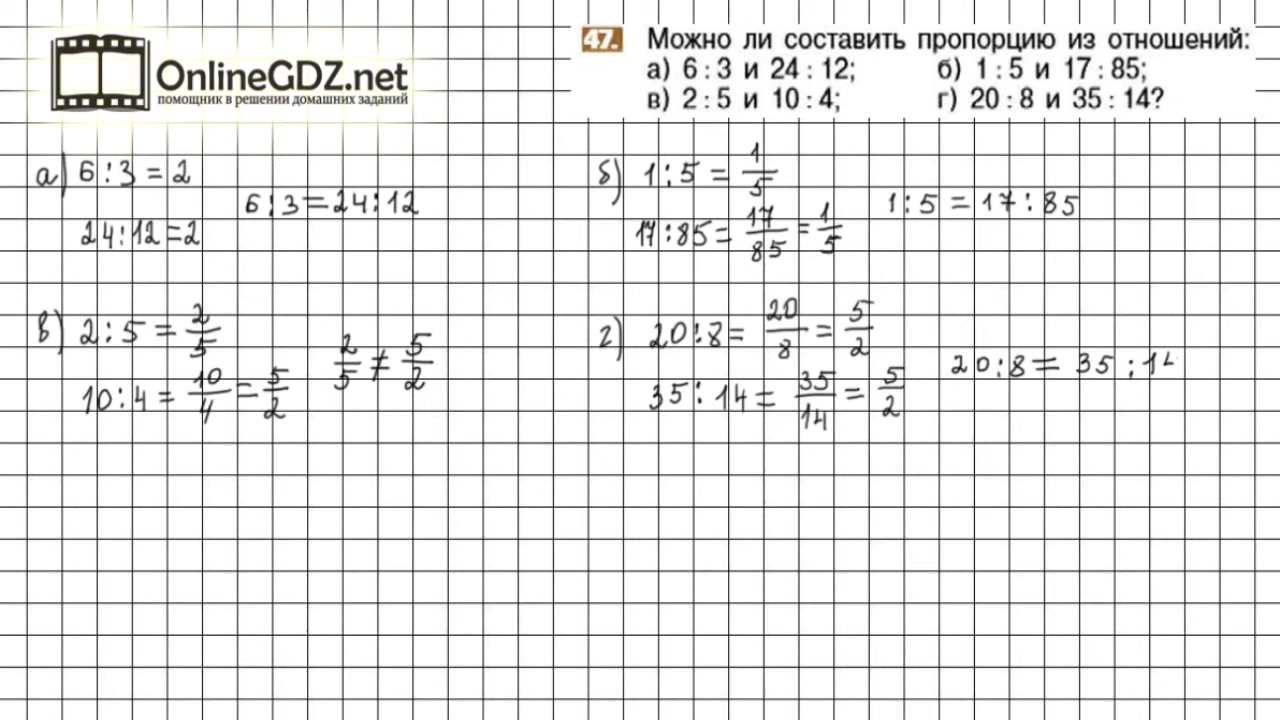 OnlineGDZ.net
помощник в решении домашних заданий
47. Можно ли составить пропорцию из отношений:
а) 6 : 3 и 24 : 12; б) 1 : 5 и 17 : 85;
в) 2 : 5 и 10 : 4; г) 20 : 8 и 35 : 14?
а) 6 : 3 = 2
6 : 3 = 24 : 12
24 : 12 = 2
б) 1 : 5 = 1/5
1 : 5 = 17 : 85
17 : 85 = 17/85 = 1/5
в) 2 : 5 = 2/5
2/5 ≠ 5/2
10 : 4 = 10/4 = 5/2
г) 20 : 8 = 20/8 = 5/2
20 : 8 = 35 : 14
35 : 14 = 35/14 = 5/2